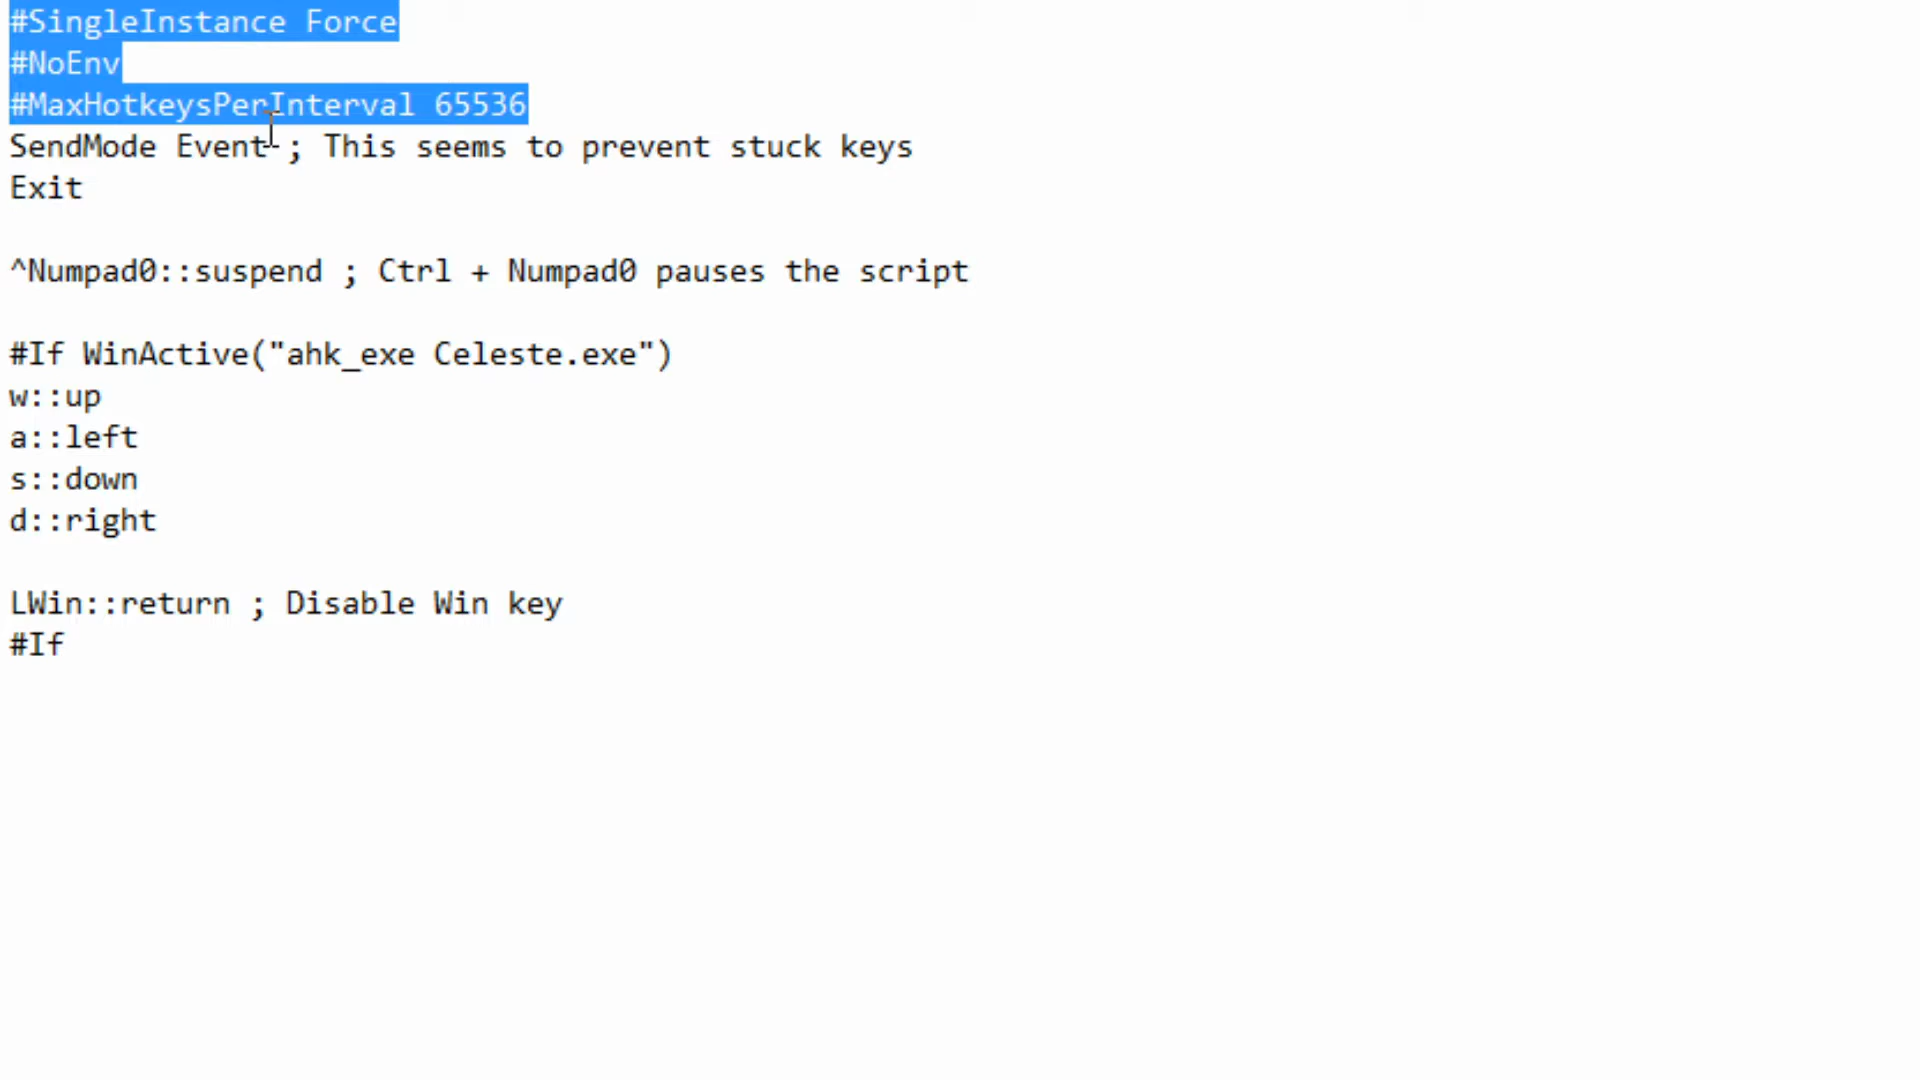 #SingleInstance Force
#NoEnv
#MaxHotkeysPerInterval 65536
SendMode Event ; This seems to prevent stuck keys
Exit
^Numpad0::suspend ; Ctrl + Numpad0 pauses the script
#If WinActive("ahk_exe Celeste.exe")
w::up
a::left
s::down
d::right
LWin::return ; Disable Win key
#If